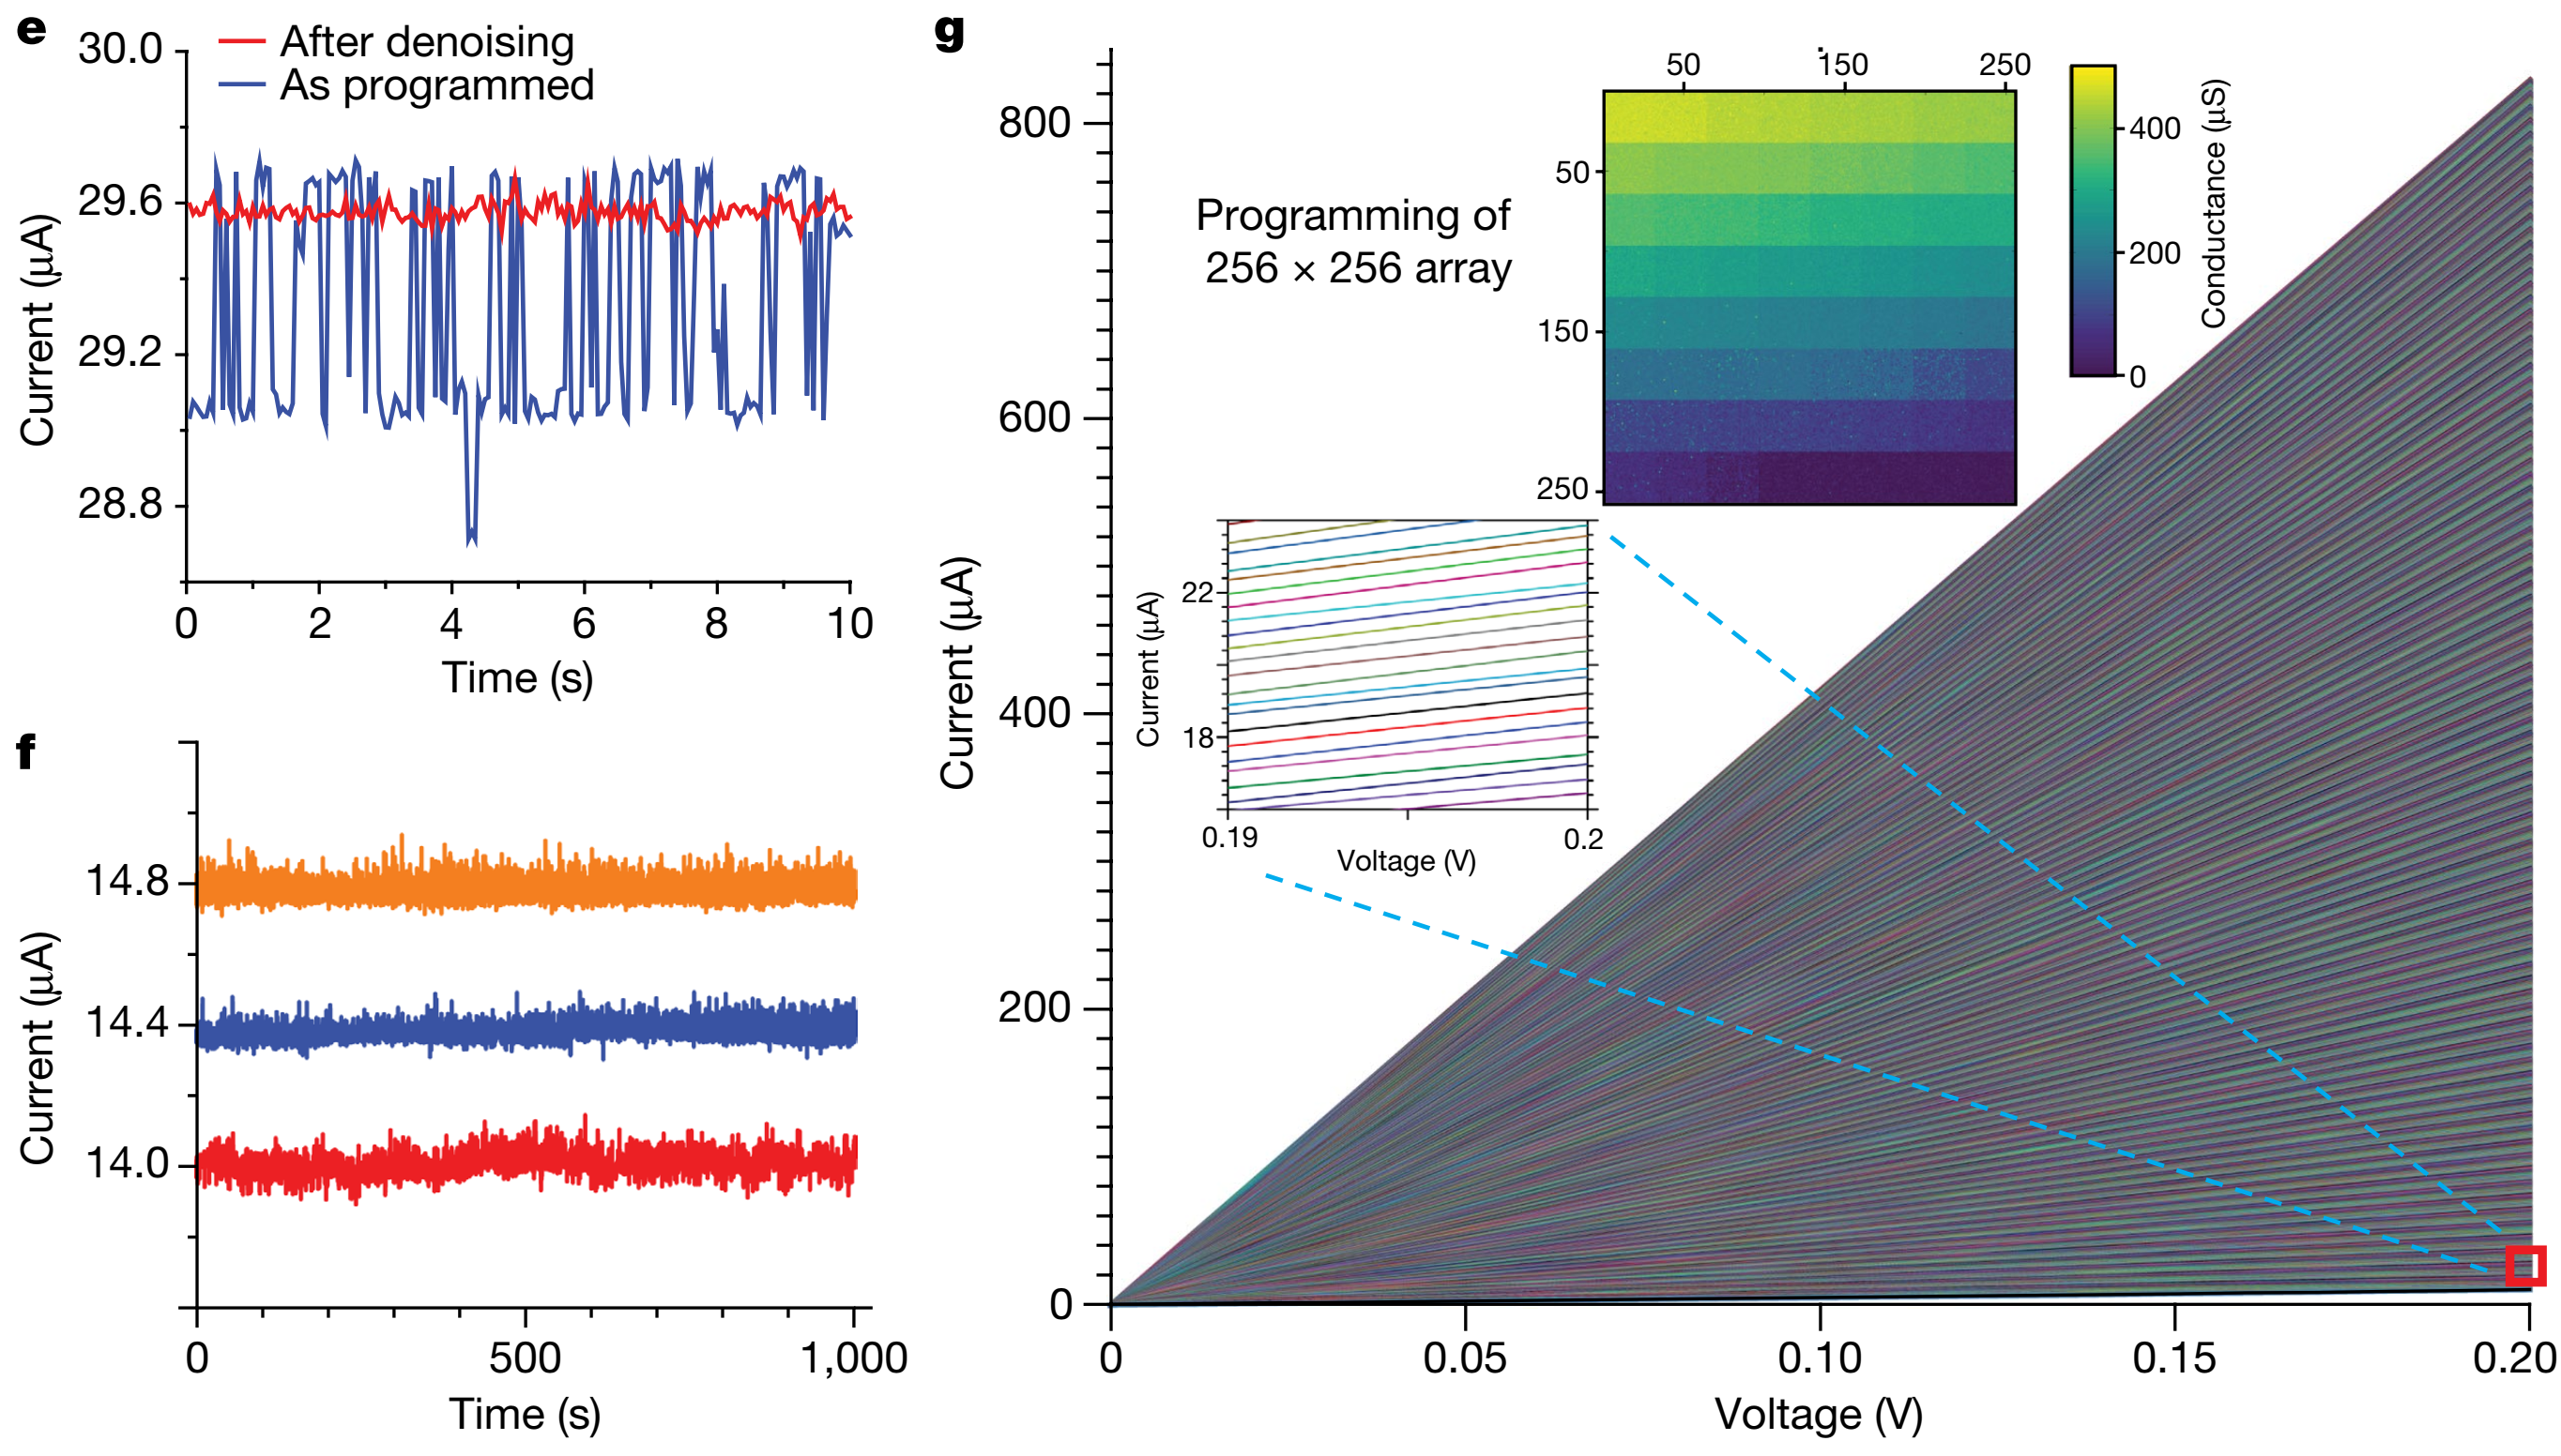 e
After denoising
As programmed
30.0
29.6
29.2
28.8
Current (μA)
0 2 4 6 8 10
Time (s)
f
14.8
14.4
14.0
Current (μA)
0 500 1,000
Time (s)
g
800
600
400
200
0
Current (μA)
0 0.05 0.10 0.15 0.20
Voltage (V)
Programming of
256 × 256 array
50 150 250
50
150
250
400
200
0
Conductance (μS)
22
18
Current (μA)
0.19 0.2
Voltage (V)